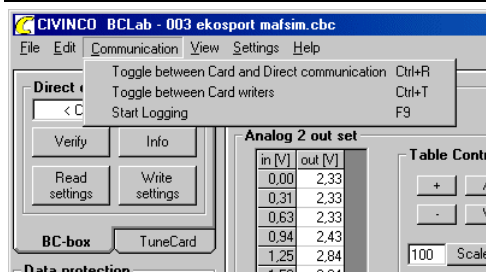 CIVINCO BCLab - 003 ekosport mafsim.cbc
File Edit Communication View Settings Help
Toggle between Card and Direct communication Ctrl+R
Toggle between Card writers Ctrl+T
Start Logging F9
Direct
< C
Verify Info
Read settings
Write settings
BC-box TuneCard
Data protection
Analog 2 out set
in [V] out [V]
0,00 2,33
0,31 2,33
0,63 2,33
0,94 2,43
1,25 2,84
Table Contr
+
-
100 Scale